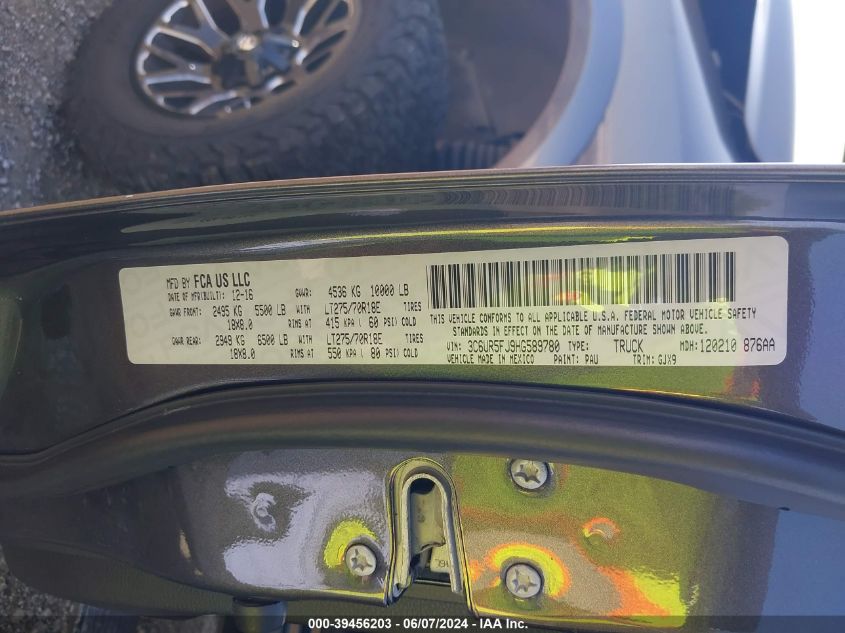 MFD BY FCA US LLC
DATE OF MFR(BUILT): 12-16 GVWR: 4536 KG 10000 LB
GAWR FRONT: 2495 KG 5500 LB WITH LT275/70R18E TIRES
18X8.0 RIMS AT 415 KPA( 60 PSI) COLD
GAWR REAR: 2949 KG 6500 LB WITH LT275/70R18E TIRES
18X8.0 RIMS AT 550 KPA( 80 PSI) COLD
THIS VEHICLE CONFORMS TO ALL APPLICABLE U.S.A. FEDERAL MOTOR VEHICLE SAFETY
STANDARDS IN EFFECT ON THE DATE OF MANUFACTURE SHOWN ABOVE.
VIN: 3C6UR5FJ9HG589780 TYPE: TRUCK MDH: 120210 876AA
VEHICLE MADE IN MEXICO PAINT: PAU TRIM: GJX9
000-39456203 - 06/07/2024 - IAA Inc.